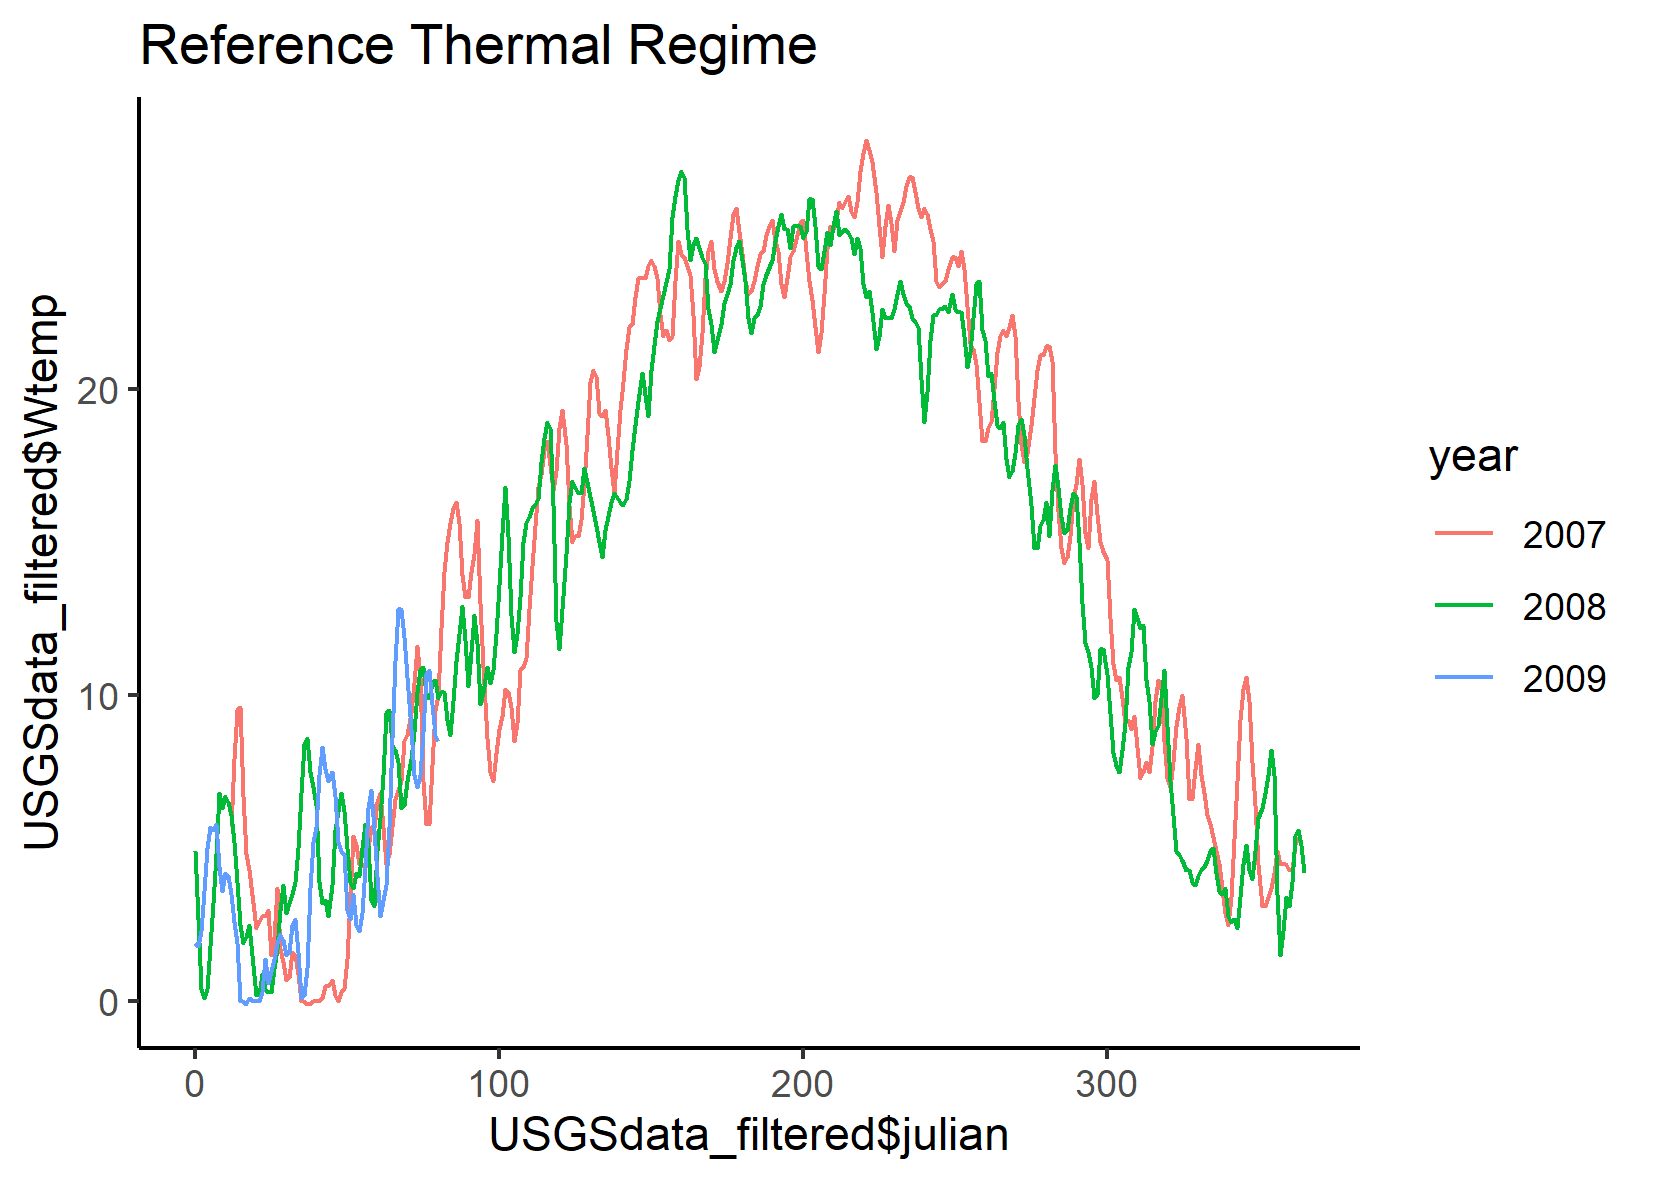 Reference Thermal Regime
USGSdata_filtered$Wtemp
20
10
0
0 100 200 300
USGSdata_filtered$julian
year
2007
2008
2009